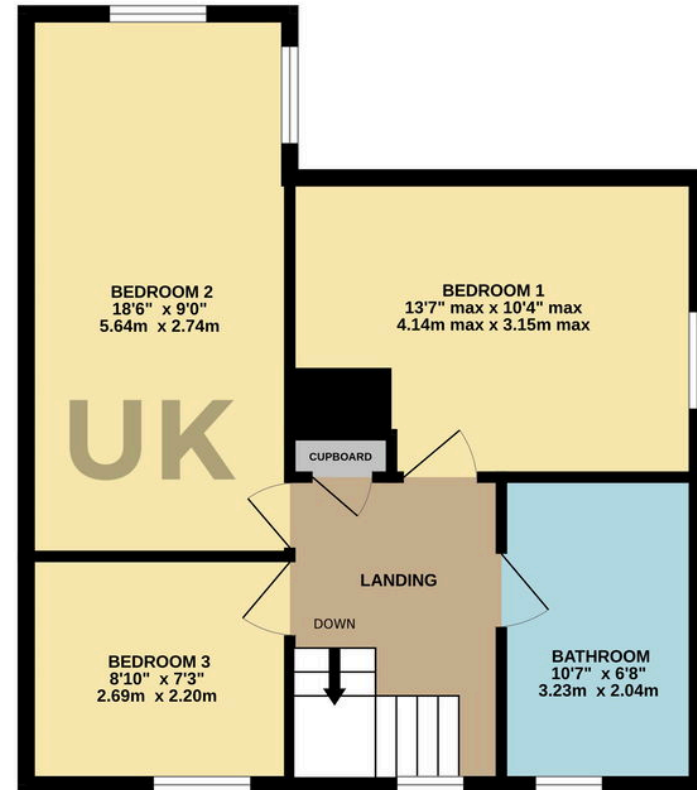 BEDROOM 2
18'6" x 9'0"
5.64m x 2.74m
BEDROOM 1
13'7" max x 10'4" max
4.14m max x 3.15m max
UK
CUPBOARD
LANDING
DOWN
BEDROOM 3
8'10" x 7'3"
2.69m x 2.20m
BATHROOM
10'7" x 6'8"
3.23m x 2.04m